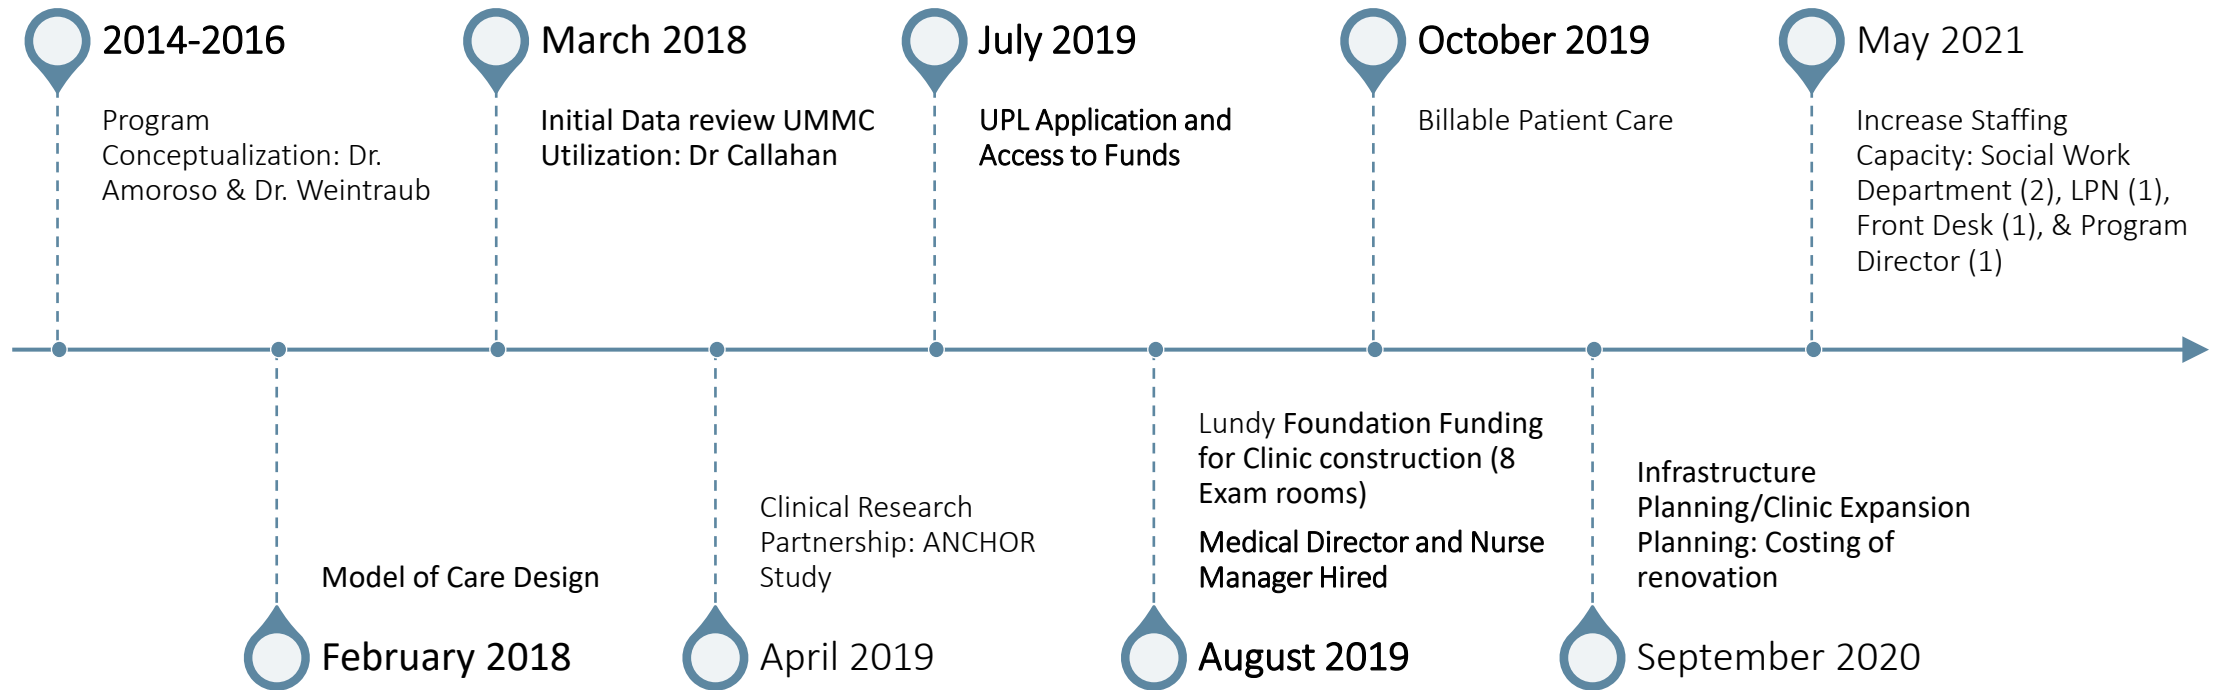 2014-2016
Program
Conceptualization: Dr.
Amoroso & Dr. Weintraub
March 2018
Initial Data review UMMC
Utilization: Dr Callahan
July 2019
UPL Application and
Access to Funds
October 2019
Billable Patient Care
May 2021
Increase Staffing
Capacity: Social Work
Department (2), LPN (1),
Front Desk (1), & Program
Director (1)
Model of Care Design
February 2018
Clinical Research
Partnership: ANCHOR
Study
April 2019
Lundy Foundation Funding
for Clinic construction (8
Exam rooms)
Medical Director and Nurse
Manager Hired
August 2019
Infrastructure
Planning/Clinic Expansion
Planning: Costing of
renovation
September 2020